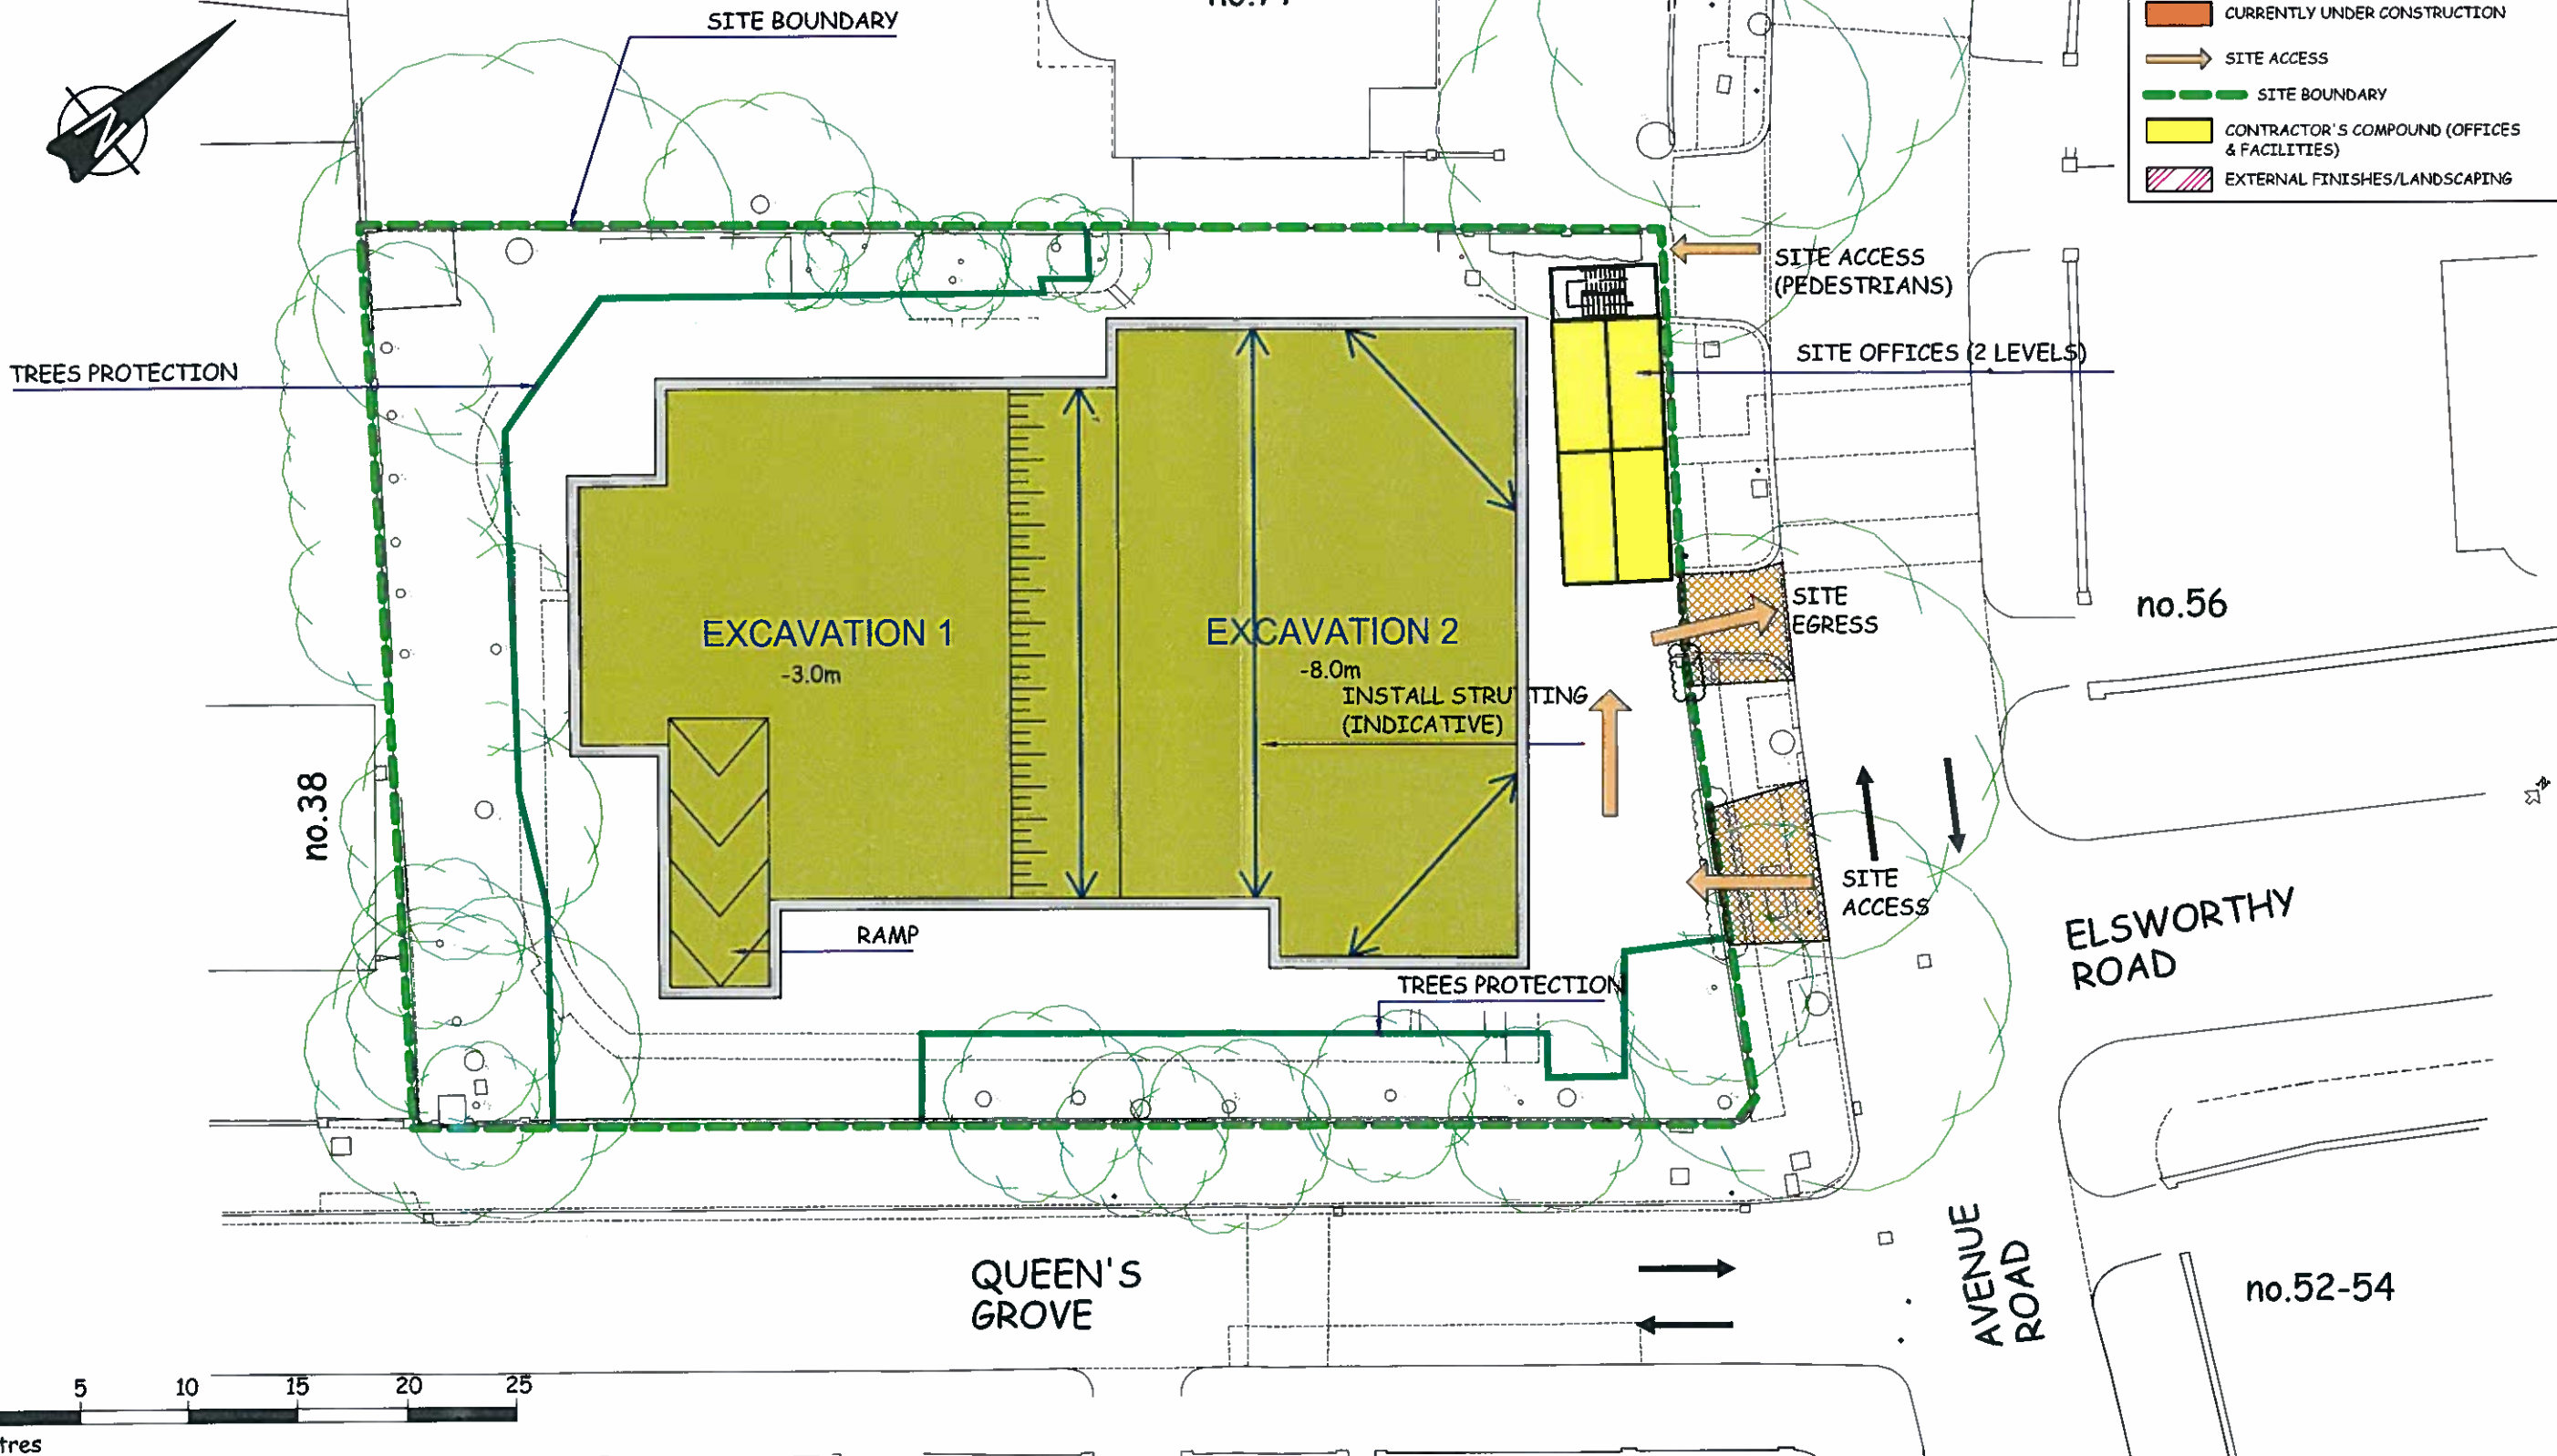 SITE BOUNDARY
CURRENTLY UNDER CONSTRUCTION
SITE ACCESS
SITE BOUNDARY
CONTRACTOR'S COMPOUND (OFFICES
& FACILITIES)
EXTERNAL FINISHES/LANDSCAPING
N
SITE ACCESS
(PEDESTRIANS)
SITE OFFICES (2 LEVELS)
TREES PROTECTION
SITE
EGRESS
no.56
EXCAVATION 1
-3.0m
EXCAVATION 2
-8.0m
INSTALL STRUTTING
(INDICATIVE)
no.38
SITE
ACCESS
RAMP
TREES PROTECTION
ELSWORTHY
ROAD
QUEEN'S
GROVE
AVENUE
ROAD
no.52-54
5 10 15 20 25
tres